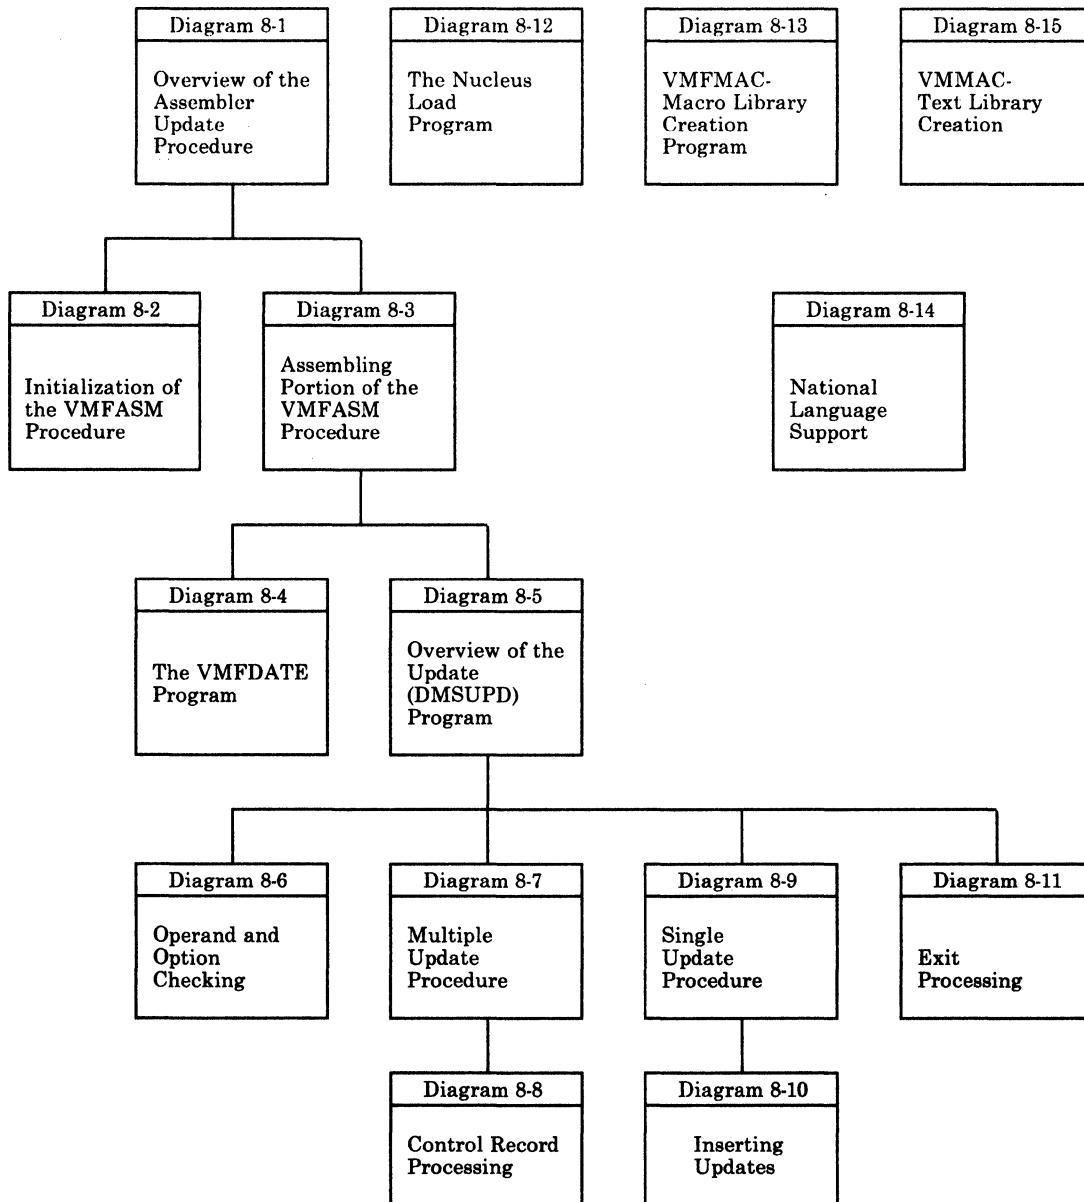 Diagram 8-1
Overview of the
Assembler
Update
Procedure
Diagram 8-12
The Nucleus
Load
Program
Diagram 8-13
VMFMAC-
Macro Library
Creation
Program
Diagram 8-15
VMMAC-
Text Library
Creation
Diagram 8-2
Initialization of
the VMFASM
Procedure
Diagram 8-3
Assembling
Portion of the
VMFASM
Procedure
Diagram 8-14
National
Language
Support
Diagram 8-4
The VMFDATE
Program
Diagram 8-5
Overview of the
Update
(DMSUPD)
Program
Diagram 8-6
Operand and
Option
Checking
Diagram 8-7
Multiple
Update
Procedure
Diagram 8-9
Single
Update
Procedure
Diagram 8-11
Exit
Processing
Diagram 8-8
Control Record
Processing
Diagram 8-10
Inserting
Updates